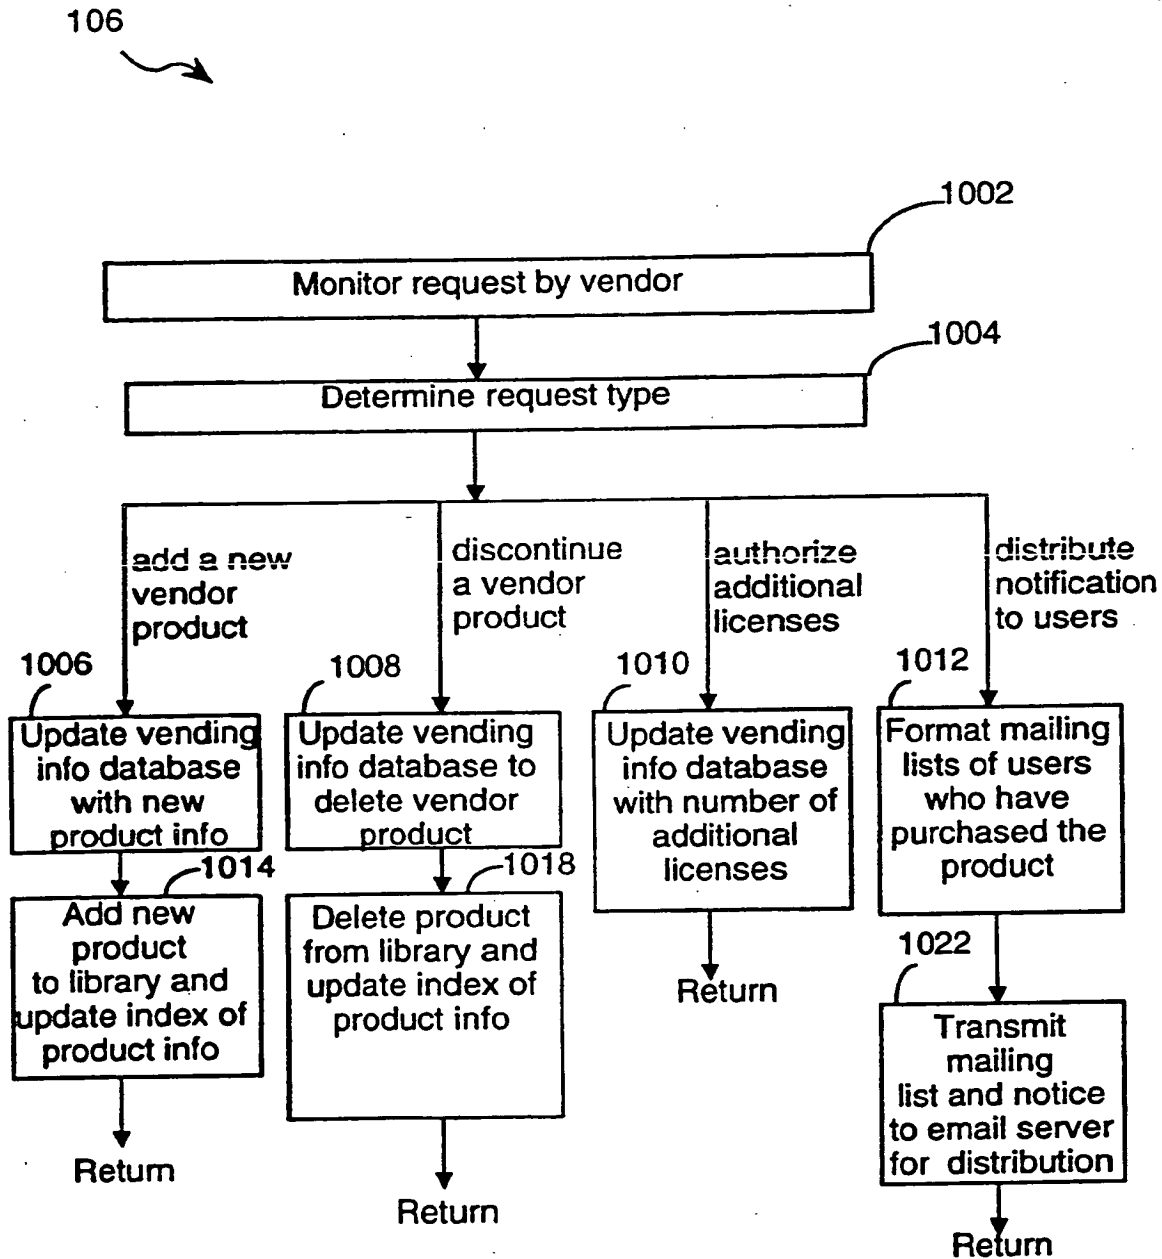 106
1002
Monitor request by vendor
1004
Determine request type
add a new
vendor
product
discontinue
a vendor
product
authorize
additional
licenses
distribute
notification
to users
1006
Update vending
info database
with new
product info
1008
Update vending
info database to
delete vendor
product
1010
Update vending
info database
with number of
additional
licenses
1012
Format mailing
lists of users
who have
purchased the
product
1014
Add new
product
to library and
update index of
product info
Return
1018
Delete product
from library and
update index of
product info
Return
Return
1022
Transmit
mailing
list and notice
to email server
for distribution
Return